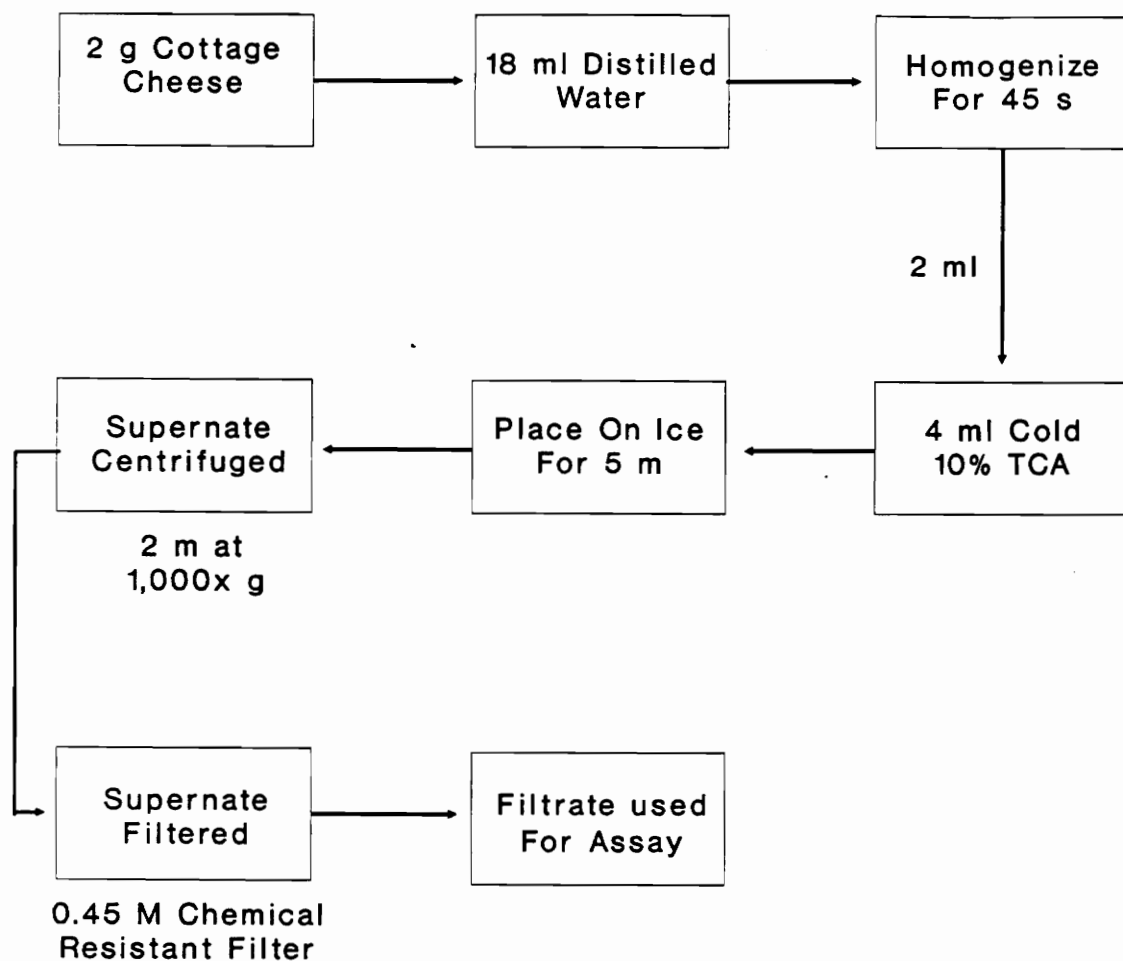 2 g Cottage
Cheese
18 ml Distilled
Water
Homogenize
For 45 s
2 ml
4 ml Cold
10% TCA
Place On Ice
For 5 m
Supernate
Centrifuged
2 m at
1,000x g
Supernate
Filtered
0.45 M Chemical
Resistant Filter
Filtrate used
For Assay